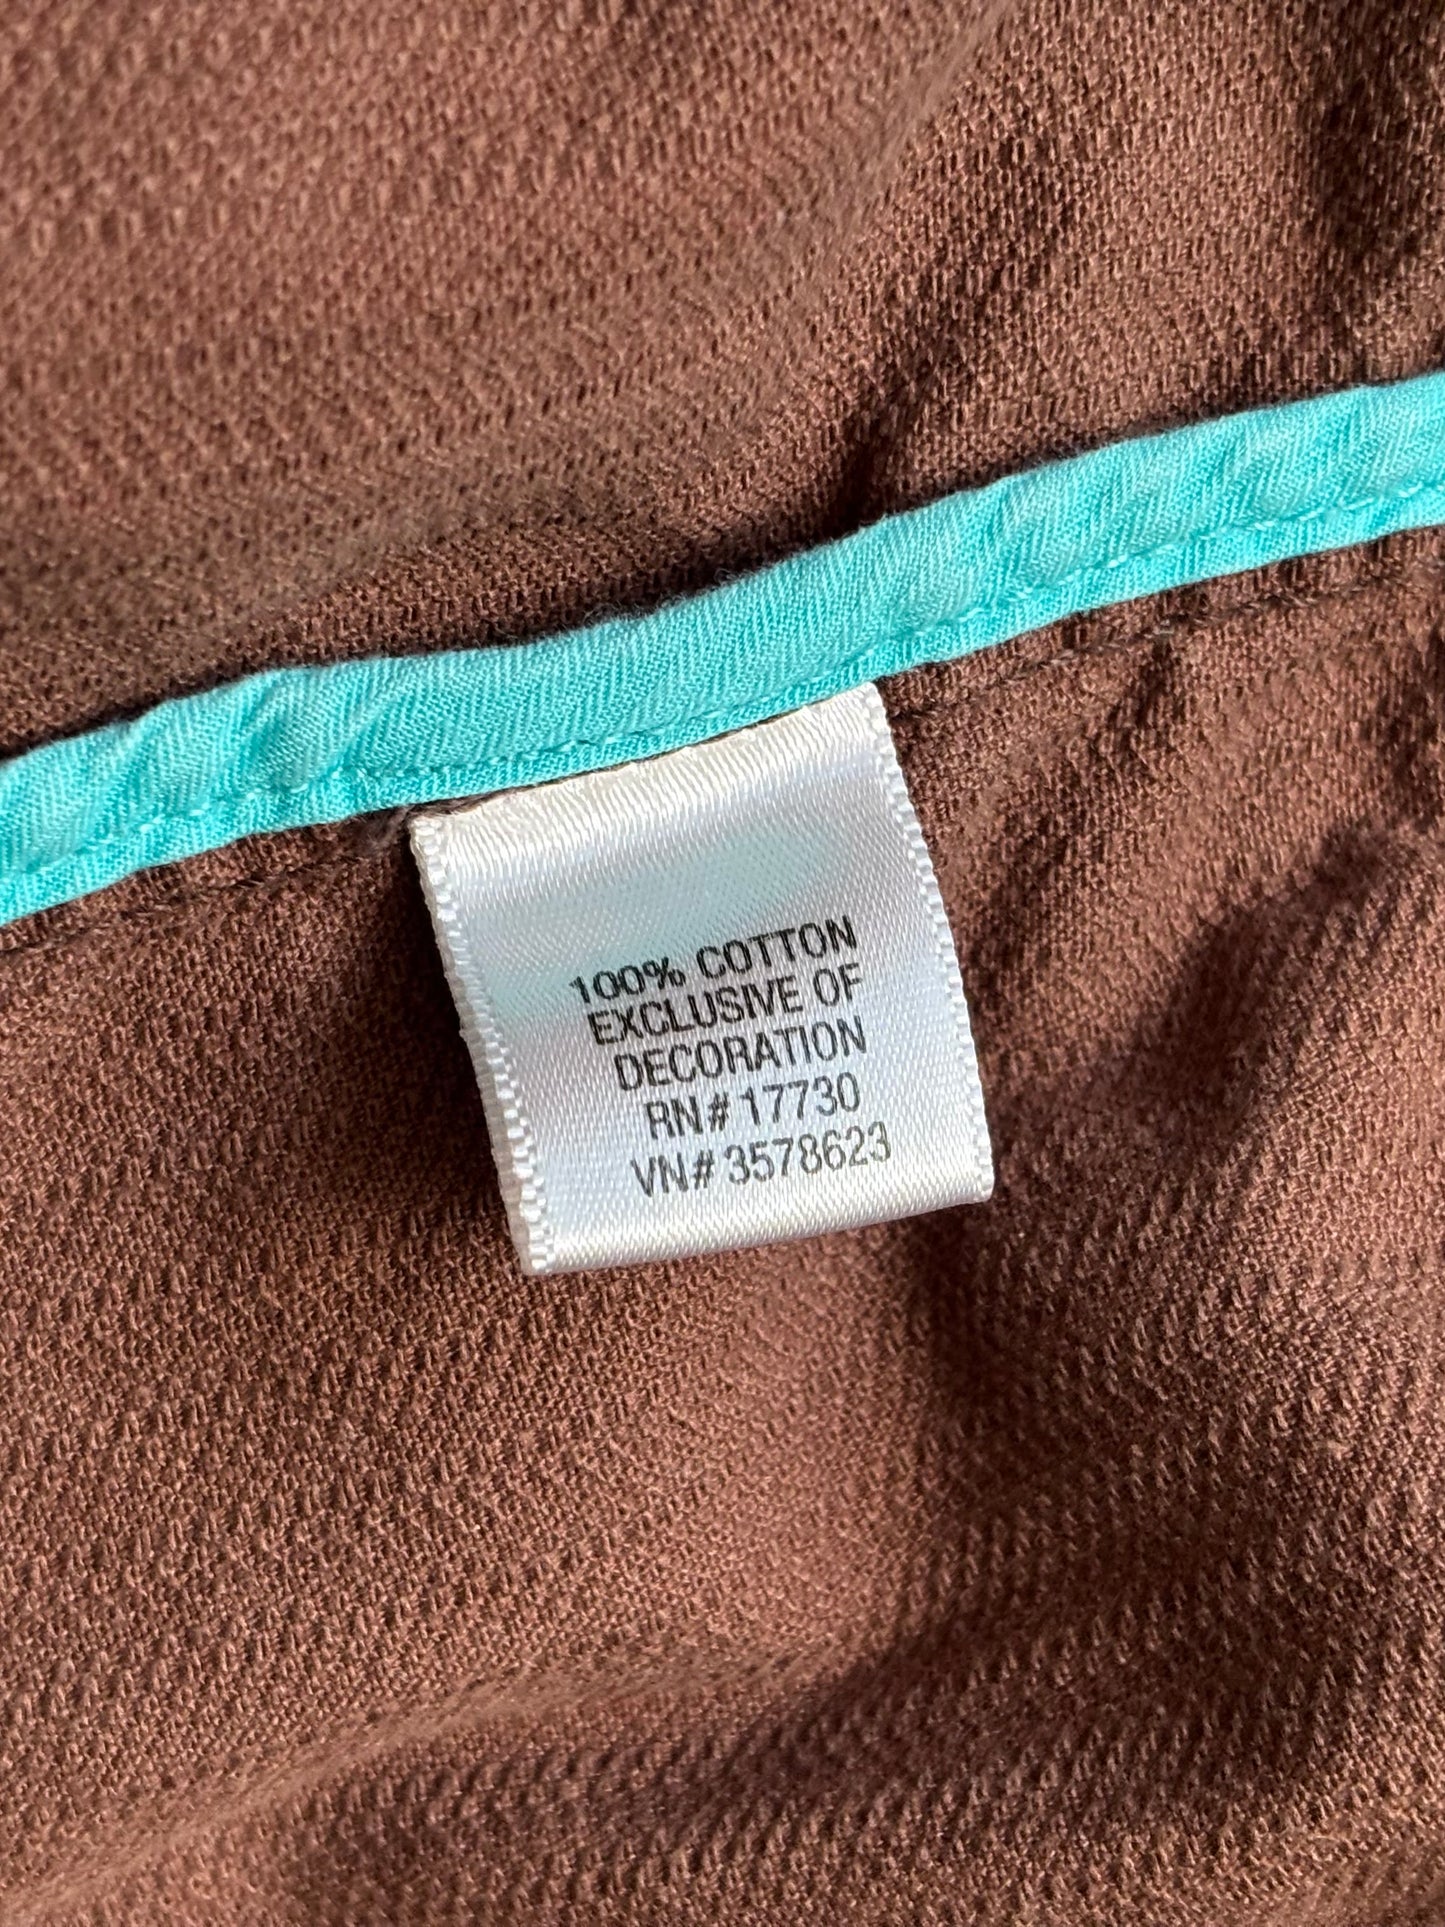 100% COTTON
EXCLUSIVE OF
DECORATION
RN# 17730
VN# 3578623